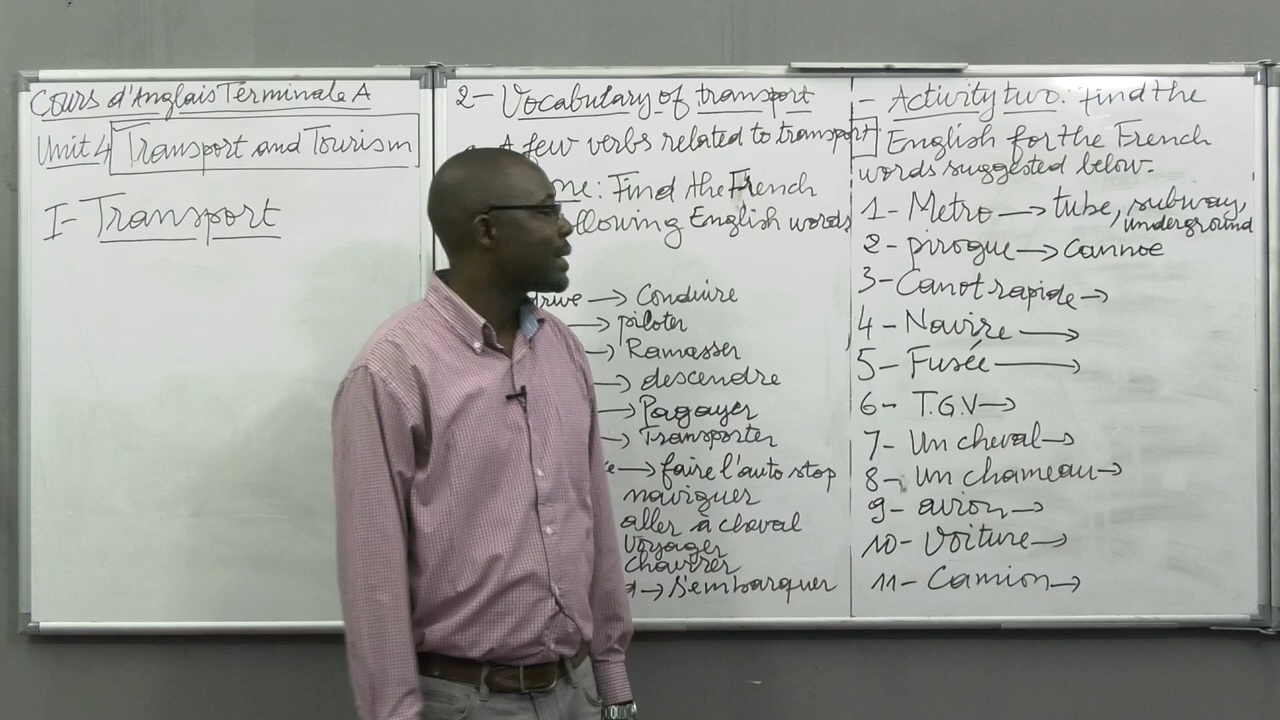 Cours d'Anglais Terminale A
Unit 4 Transport and Tourism
I- Transport
2- Vocabulary of transport
A few verbs related to transport
one: Find the French
following English words
drive → Conduire
→ piloter
→ Ramasser
→ descendre
→ Pagayer
→ Transporter
→ faire l'auto stop
naviguer
aller à cheval
Voyager
→ S'embarquer
- Activity two: find the
English for the French
words suggested below.
1- Metro → tube, subway,
underground
2- pirogue → Cannoe
3- Canot rapide →
4- Navire →
5- Fusée →
6- T.G.V →
7- Un cheval →
8- un chameau →
9- avion →
10- Voiture →
11- Camion →